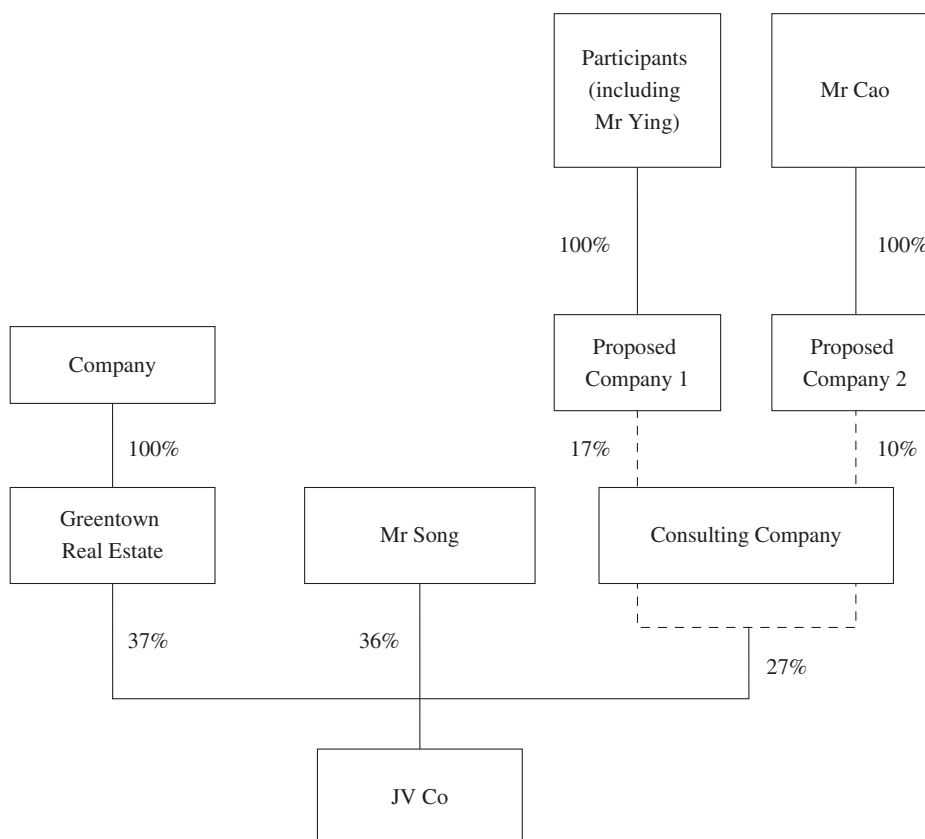 Participants
(including
Mr Ying)
Mr Cao
100%
100%
Company
Proposed
Company 1
Proposed
Company 2
100%
17%
10%
Greentown
Real Estate
Mr Song
Consulting Company
37%
36%
27%
JV Co